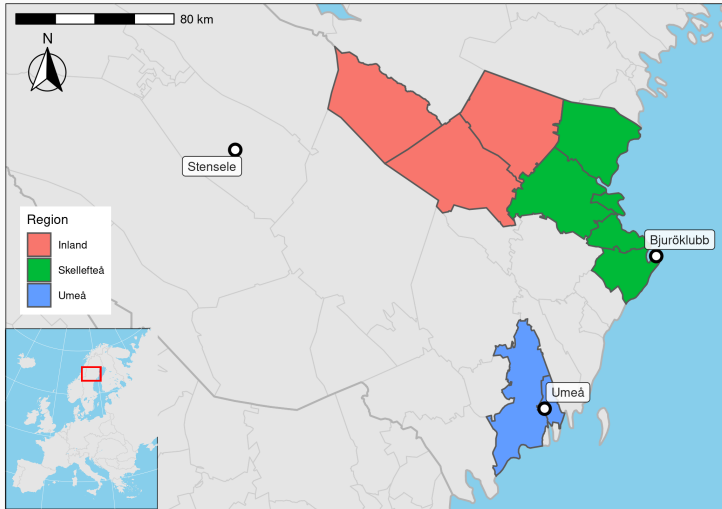 80 km
N
Stensele
Region
Inland
Skellefteå
Umeå
Bjuröklubb
Umeå